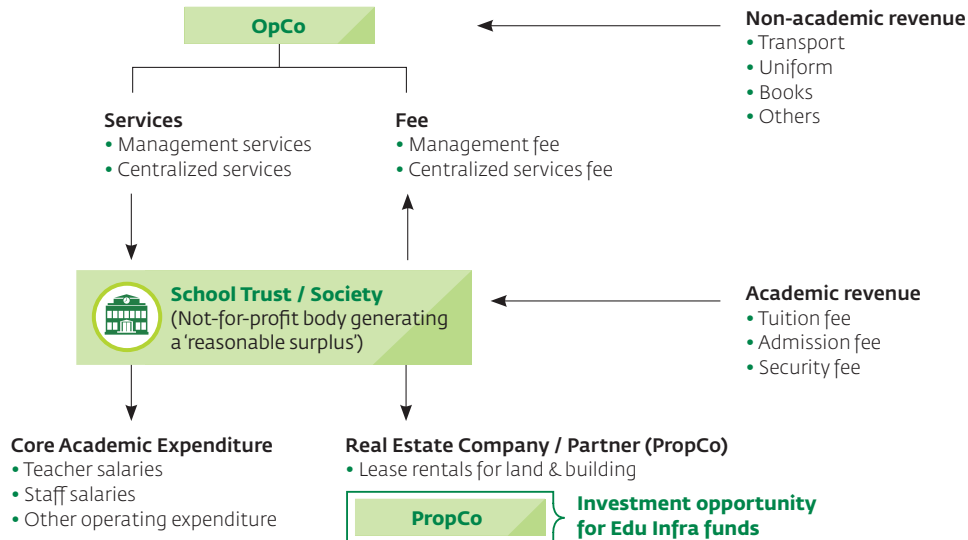 OpCo
Non-academic revenue
• Transport
• Uniform
• Books
• Others
Services
• Management services
• Centralized services
Fee
• Management fee
• Centralized services fee
School Trust / Society
(Not-for-profit body generating
a ‘reasonable surplus’)
Academic revenue
• Tuition fee
• Admission fee
• Security fee
Core Academic Expenditure
• Teacher salaries
• Staff salaries
• Other operating expenditure
Real Estate Company / Partner (PropCo)
• Lease rentals for land & building
PropCo
Investment opportunity
for Edu Infra funds